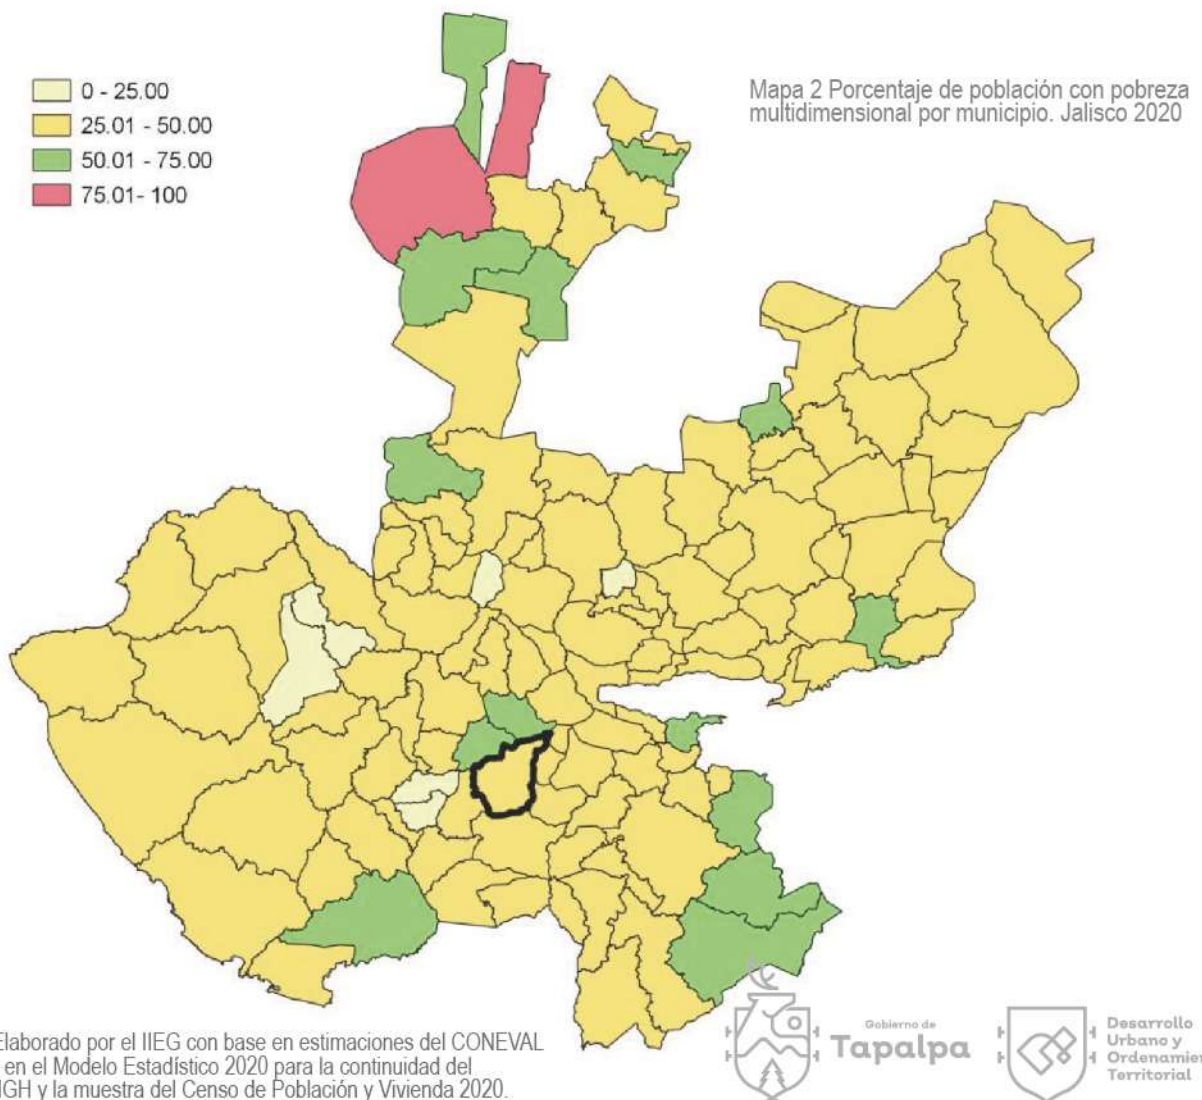 0 - 25.00
25.01 - 50.00
50.01 - 75.00
75.01- 100
Mapa 2 Porcentaje de población con pobreza
multidimensional por municipio. Jalisco 2020
Elaborado por el IIEG con base en estimaciones del CONEVAL
en el Modelo Estadístico 2020 para la continuidad del
IGH y la muestra del Censo de Población y Vivienda 2020.
Gobierno de
Tapalpa
Desarrollo
Urbano y
Ordenamie
Territorial